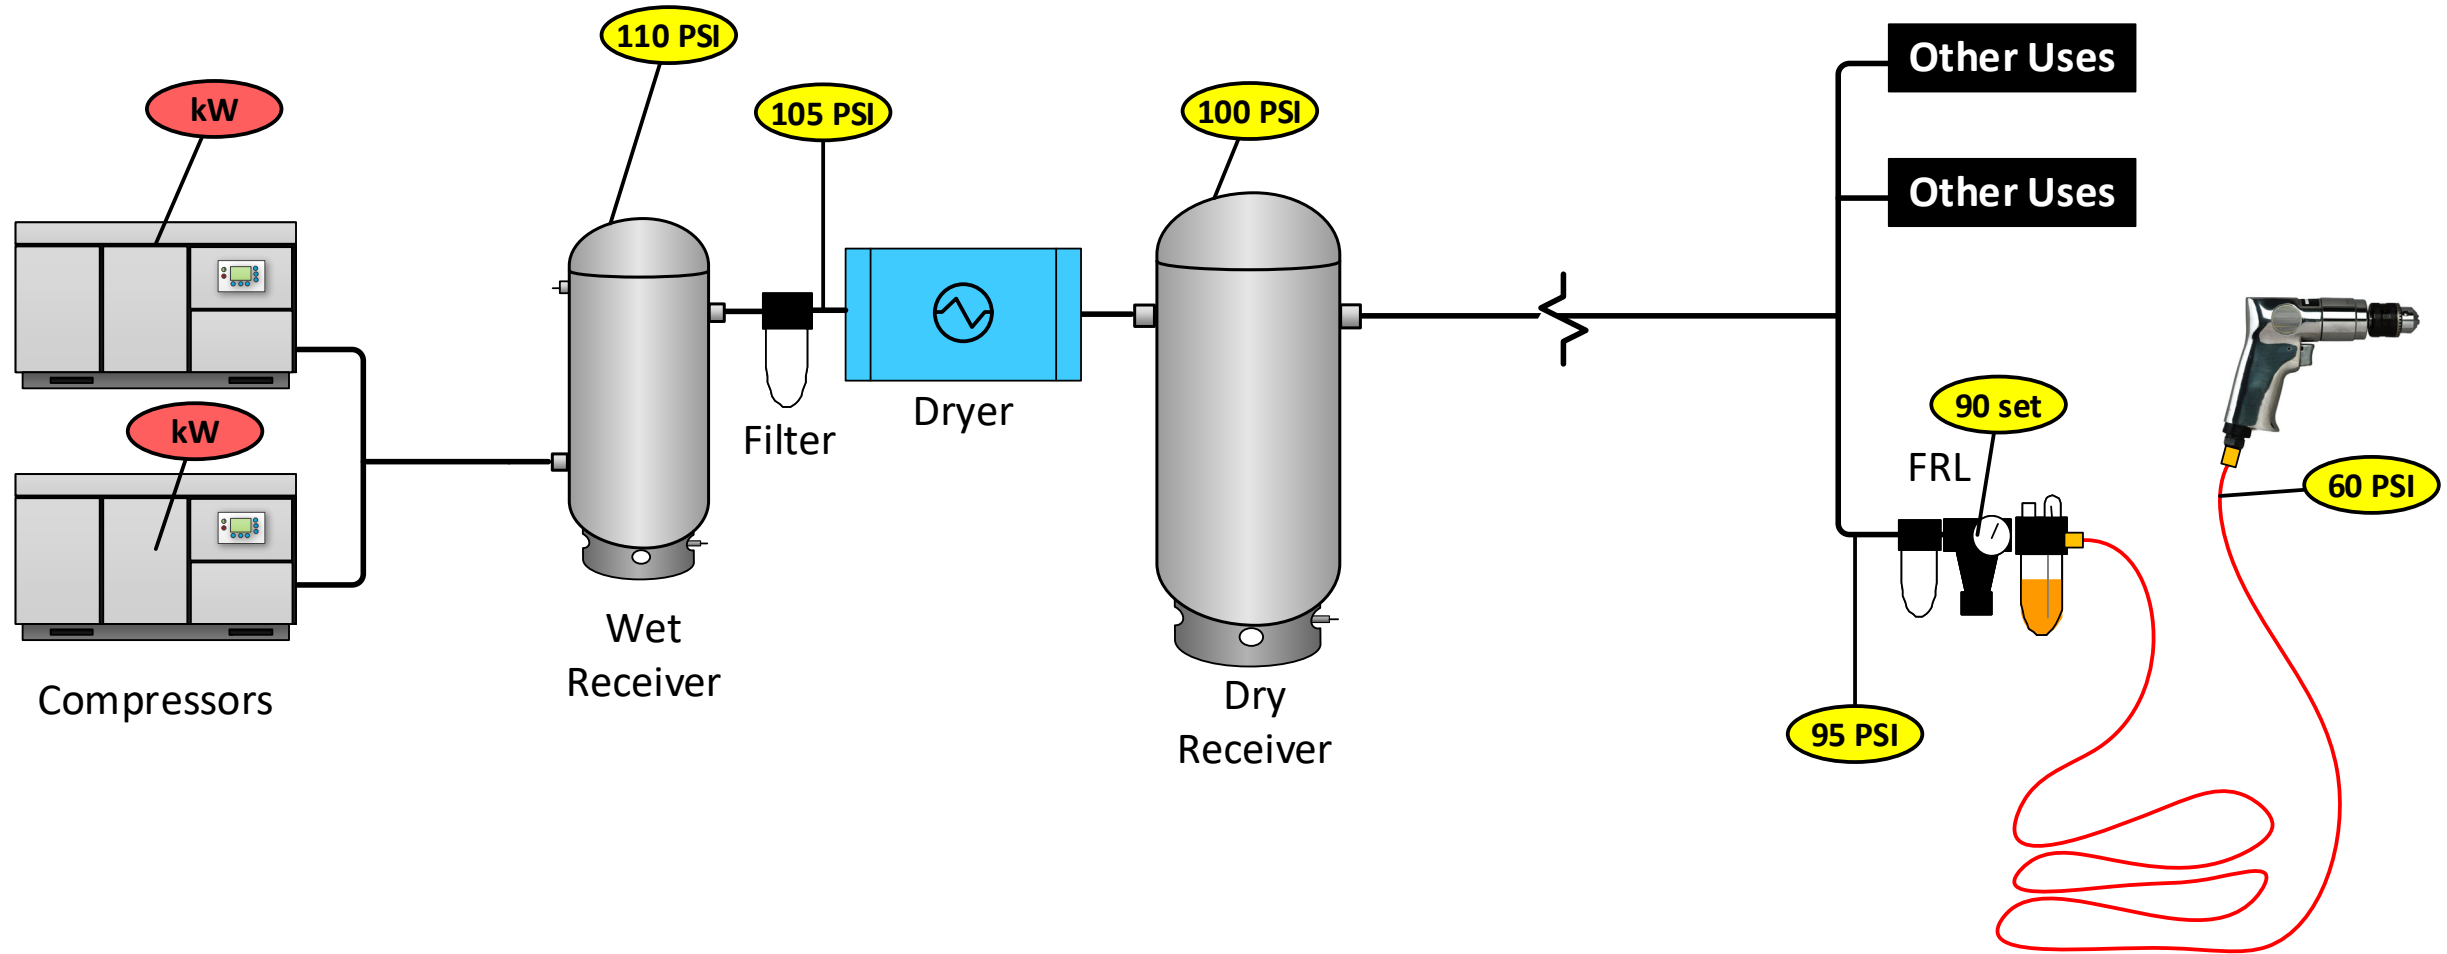 110 PSI
kW
105 PSI
100 PSI
Other Uses
Other Uses
kW
Filter
Dryer
90 set
FRL
60 PSI
Wet
Receiver
Compressors
Dry
Receiver
95 PSI